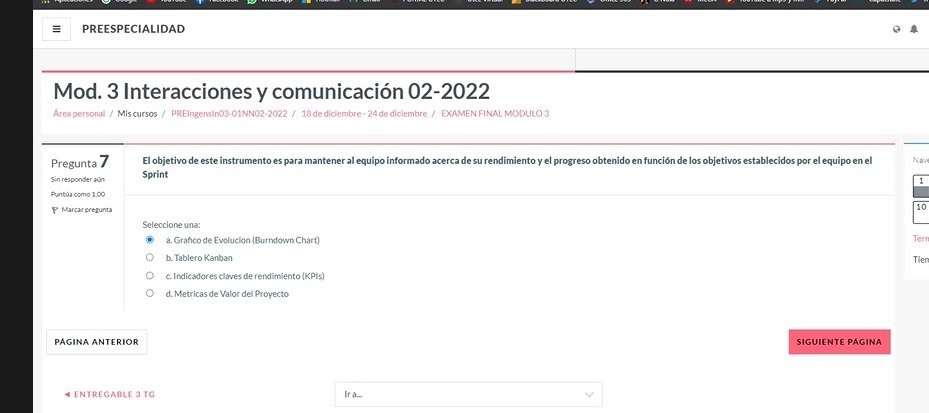 PREESPECIALIDAD
Mod. 3 Interacciones y comunicación 02-2022
Área personal / Mis cursos / PREIngensIn03-01NN02-2022 / 18 de diciembre - 24 de diciembre / EXAMEN FINAL MODULO 3
Pregunta 7
Sin responder aún
Puntúa como 1,00
Marcar pregunta
El objetivo de este instrumento es para mantener al equipo informado acerca de su rendimiento y el progreso obtenido en función de los objetivos establecidos por el equipo en el
Sprint
Seleccione una:
a. Grafico de Evolucion (Burndown Chart)
b. Tablero Kanban
c. Indicadores claves de rendimiento (KPIs)
d. Metricas de Valor del Proyecto
Nave
1
10
Term
Tiem
PÁGINA ANTERIOR
SIGUIENTE PÁGINA
◄ ENTREGABLE 3 TG
Ir a...